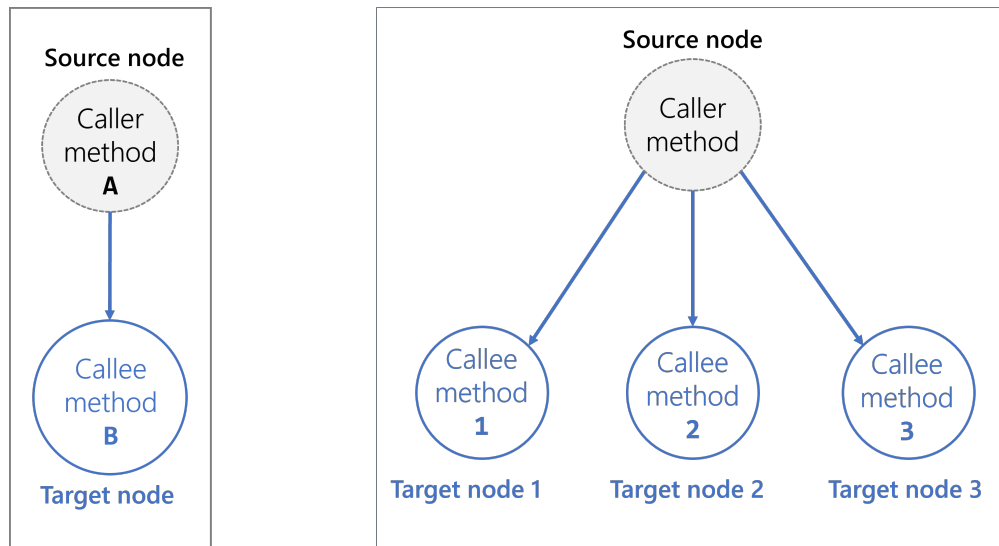 Source node
Caller
method
A
Callee
method
B
Target node
Source node
Caller
method
Callee
method
1
Callee
method
2
Callee
method
3
Target node 1
Target node 2
Target node 3